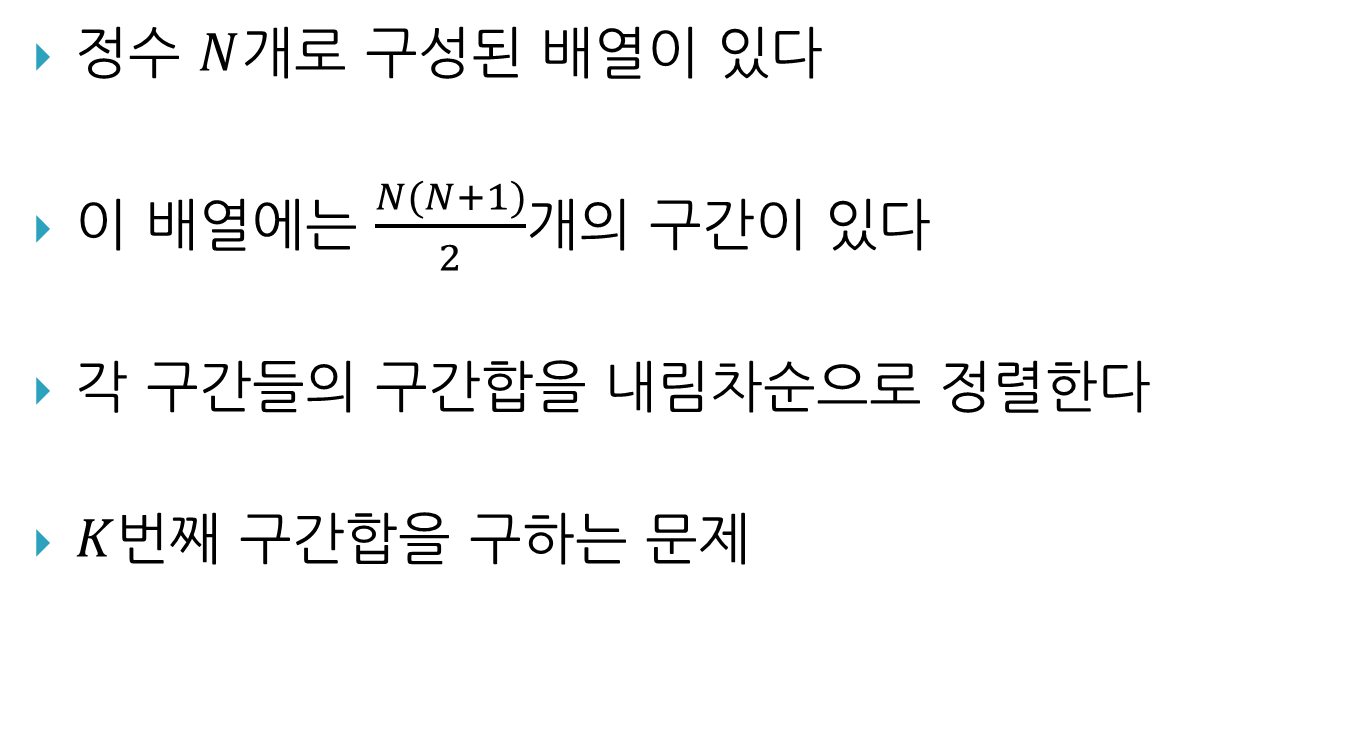 정수 N개로 구성된 배열이 있다
이 배열에는 N(N+1)/2개의 구간이 있다
각 구간들의 구간합을 내림차순으로 정렬한다
K번째 구간합을 구하는 문제